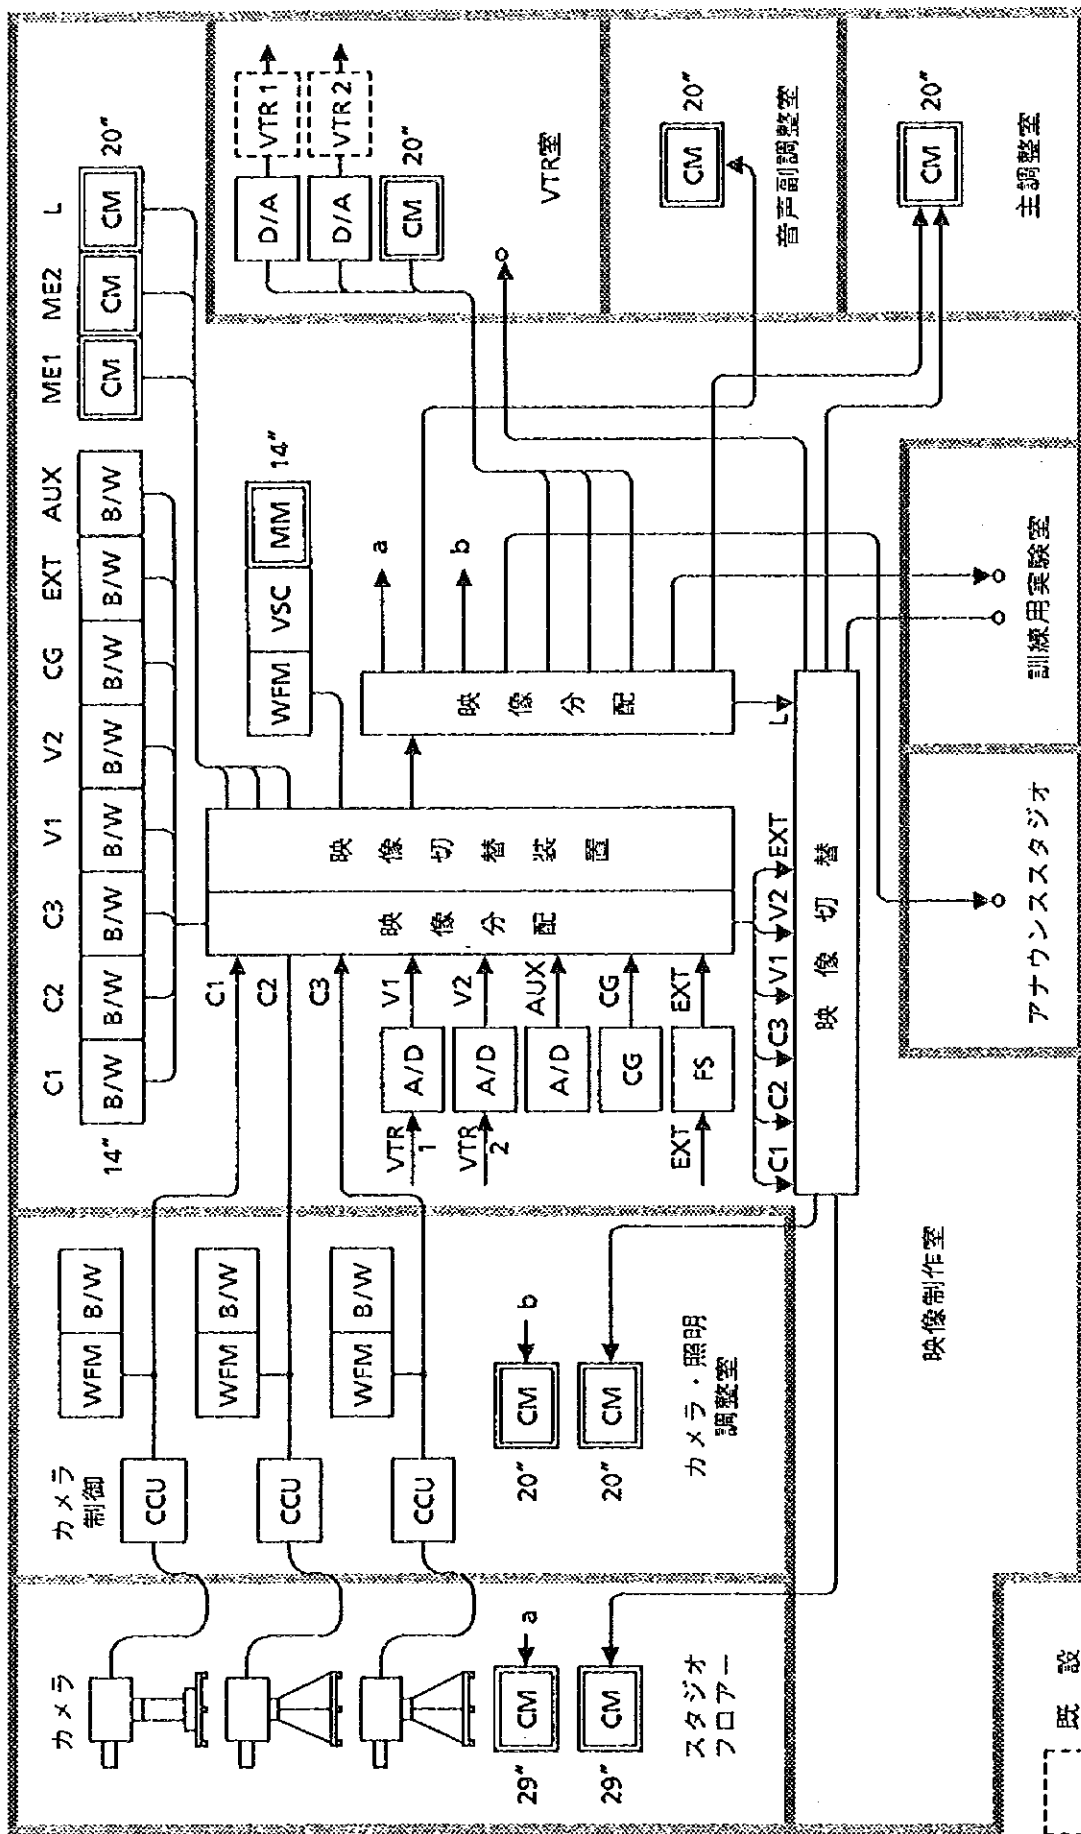 C1 C2 C3 V1 V2 CG EXT AUX ME1 ME2 L
14″ B/W B/W B/W B/W B/W B/W B/W B/W CM CM CM 20″
カメラ
カメラ
制御
WFM B/W
CCU
WFM B/W
CCU
WFM B/W
CCU
C1
C2
C3
VTR
1
A/D
V1
VTR
2
A/D
V2
A/D
AUX
CG
CG
EXT
FS
EXT
映像分配
映像切替装置
WFM VSC MM 14″
映像分配
a
b
L
C1 C2 C3 V1 V2 EXT
映像切替
29″ CM a
29″ CM
スタジオ
フロアー
20″ CM b
20″ CM
カメラ・照明
調整室
映像制作室
D/A VTR 1
D/A VTR 2
CM 20″
VTR室
CM 20″
音声副調整室
CM 20″
主調整室
アナウンススタジオ
訓練用実験室
既設